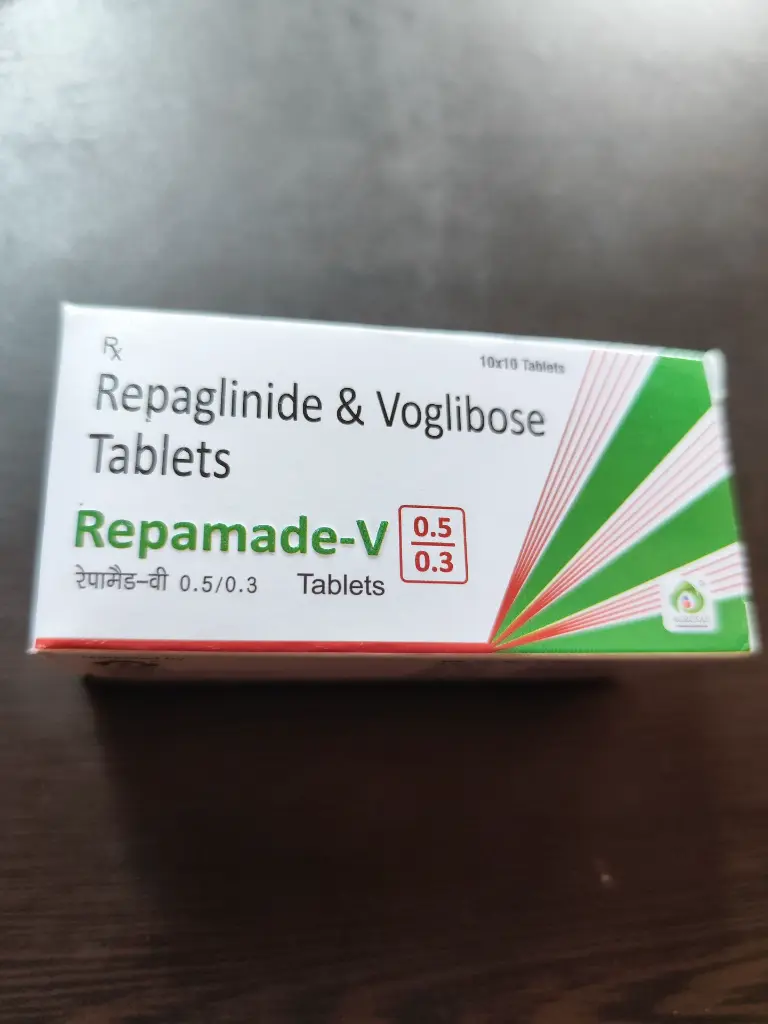 Rx
10x10 Tablets
Repaglinide & Voglibose
Tablets
Repamade-V 0.5
0.3
रेपामैड-वी 0.5/0.3 Tablets